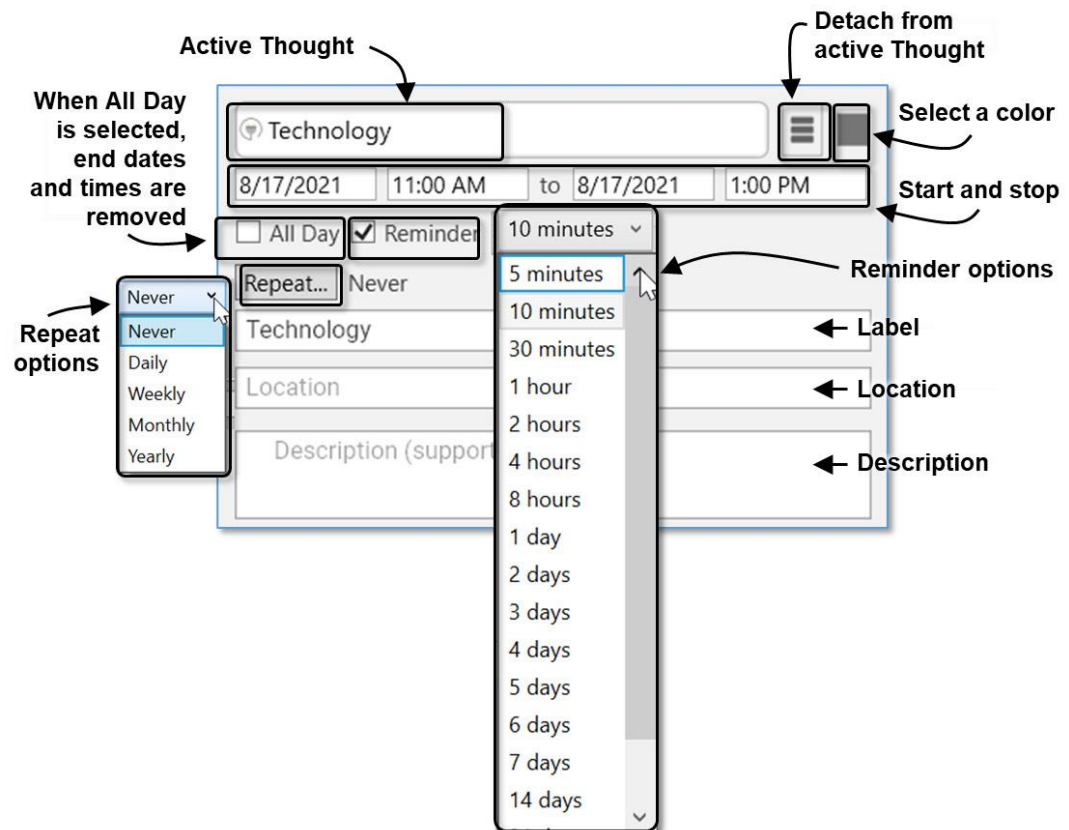 Active Thought
Detach from
active Thought
When All Day
is selected,
end dates
and times are
removed
Technology
Select a color
8/17/2021 11:00 AM to 8/17/2021 1:00 PM
Start and stop
All Day Reminder 10 minutes
Reminder options
Repeat... Never
Never
Repeat
options
Never
Daily
Weekly
Monthly
Yearly
Technology
Label
Location
Location
Description (support
Description
5 minutes
10 minutes
30 minutes
1 hour
2 hours
4 hours
8 hours
1 day
2 days
3 days
4 days
5 days
6 days
7 days
14 days